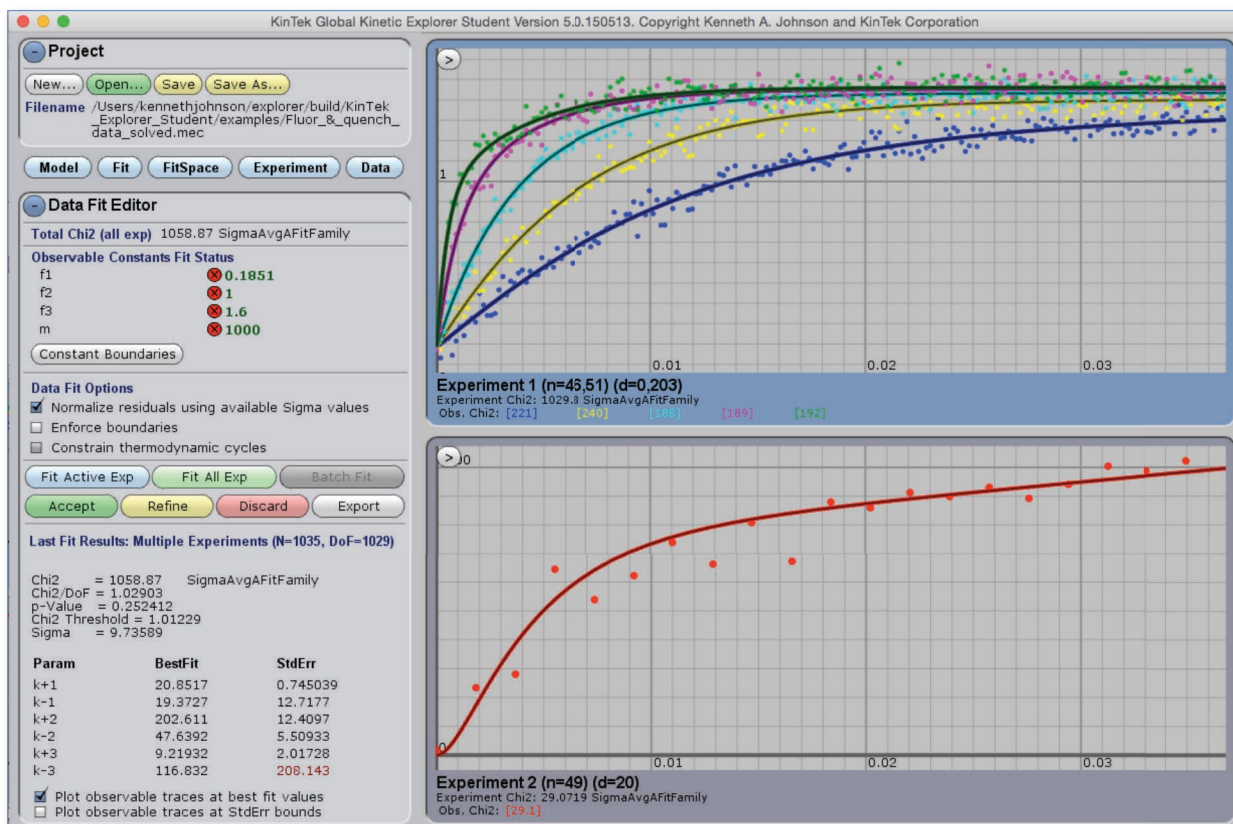 KinTek Global Kinetic Explorer Student Version 5.0.150513. Copyright Kenneth A. Johnson and KinTek Corporation
- Project
New... Open... Save Save As...
Filename /Users/kennethjohnson/explorer/build/KinTek
_Explorer_Student/examples/Fluor_&_quench_
data_solved.mec
Model Fit FitSpace Experiment Data
- Data Fit Editor
Total Chi2 (all exp) 1058.87 SigmaAvgAFitFamily
Observable Constants Fit Status
f1 0.1851
f2 1
f3 1.6
m 1000
Constant Boundaries
Data Fit Options
Normalize residuals using available Sigma values
Enforce boundaries
Constrain thermodynamic cycles
Fit Active Exp Fit All Exp Batch Fit
Accept Refine Discard Export
Last Fit Results: Multiple Experiments (N=1035, DoF=1029)
Chi2 = 1058.87 SigmaAvgAFitFamily
Chi2/DoF = 1.02903
p-Value = 0.252412
Chi2 Threshold = 1.01229
Sigma = 9.73589
Param BestFit StdErr
k+1 20.8517 0.745039
k-1 19.3727 12.7177
k+2 202.611 12.4097
k-2 47.6392 5.50933
k+3 9.21932 2.01728
k-3 116.832 208.143
Plot observable traces at best fit values
Plot observable traces at StdErr bounds
>
1
0.01 0.02 0.03
Experiment 1 (n=46,51) (d=0,203)
Experiment Chi2: 1029.8 SigmaAvgAFitFamily
Obs. Chi2: [221] [240] [188] [189] [192]
>
0
0.01 0.02 0.03
Experiment 2 (n=49) (d=20)
Experiment Chi2: 29.0719 SigmaAvgAFitFamily
Obs. Chi2: [29.1]